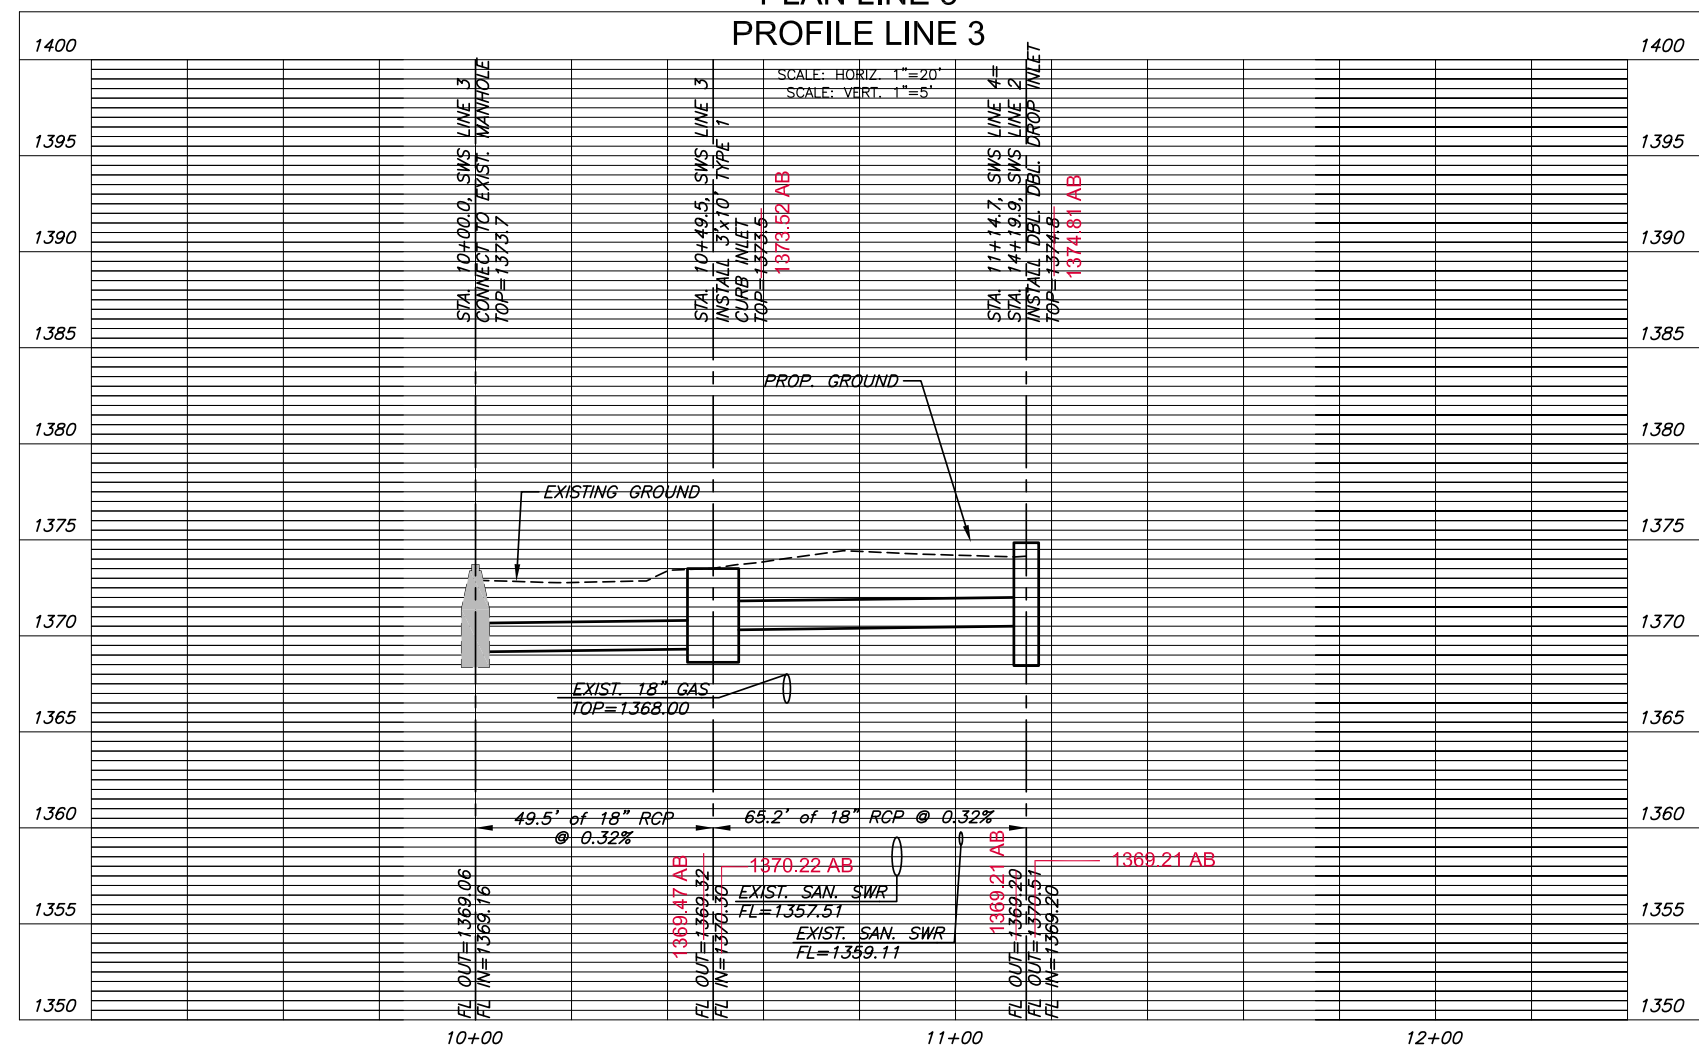 PLAN LINE 3
PROFILE LINE 3
SCALE: HORIZ. 1"=20'
SCALE: VERT. 1"=5'
1400
1400
1395
1395
1390
1390
1385
1385
1380
1380
1375
1375
1370
1370
1365
1365
1360
1360
1355
1355
1350
1350
STA. 10+00.0, SWS LINE 3
CONNECT TO EXIST. MANHOLE
TOP=1373.7
STA. 10+49.5, SWS LINE 3
INSTALL 3'x10' TYPE 1
CURB INLET
TOP=1373.5
1373.52 AB
STA. 11+14.7, SWS LINE 4=
STA. 14+19.9, SWS LINE 2
INSTALL DBL. DBL. DROP INLET
TOP=1374.8
1374.81 AB
PROP. GROUND
EXISTING GROUND
EXIST. 18" GAS
TOP=1368.00
49.5' of 18" RCP
@ 0.32%
65.2' of 18" RCP @ 0.32%
FL OUT=1369.06
FL IN=1369.16
1369.47 AB
FL OUT=1369.32
FL IN=1370.30
1370.22 AB
EXIST. SAN. SWR
FL=1357.51
EXIST. SAN. SWR
FL=1359.11
1369.21 AB
FL OUT=1369.20
FL OUT=1370.51
FL IN=1369.20
1369.21 AB
10+00
11+00
12+00